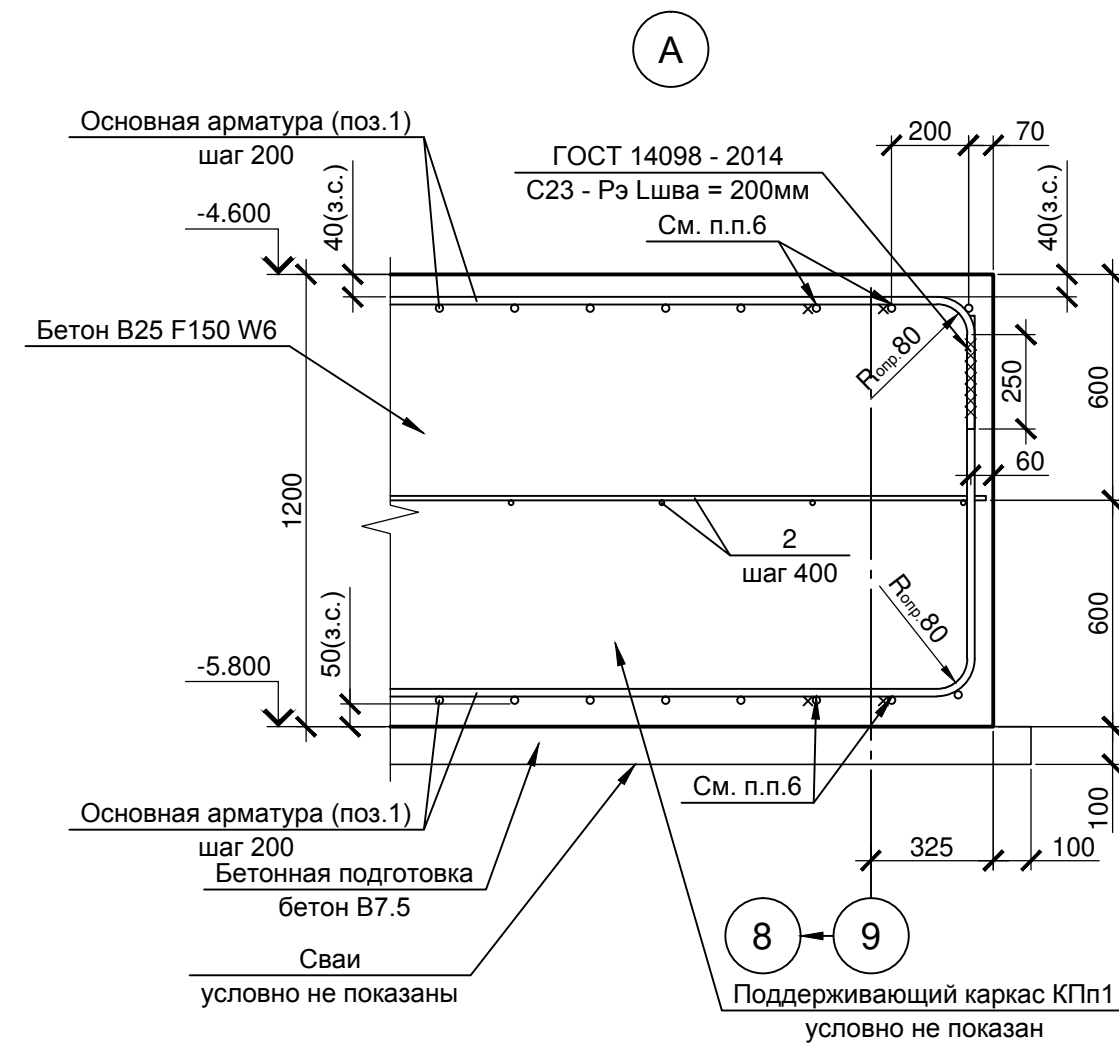 А
Основная арматура (поз.1)
шаг 200
ГОСТ 14098 - 2014
С23 - Рэ Lшва = 200мм
См. п.п.6
200
70
-4.600
40(з.с.)
40(з.с.)
Бетон В25 F150 W6
Rопр.80
250
600
60
1200
2
шаг 400
Rопр.80
600
50(з.с.)
-5.800
См. п.п.6
100
Основная арматура (поз.1)
шаг 200
Бетонная подготовка
бетон В7.5
325
100
8
9
Сваи
условно не показаны
Поддерживающий каркас КПп1
условно не показан